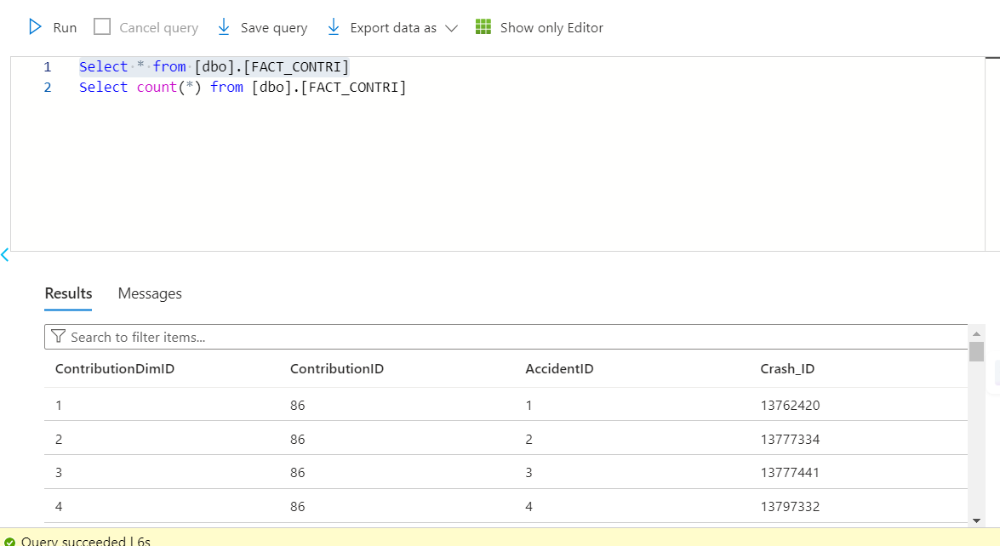 Run Cancel query Save query Export data as Show only Editor
1 Select * from [dbo].[FACT_CONTRI]
2 Select count(*) from [dbo].[FACT_CONTRI]
Results Messages
Search to filter items...
ContributionDimID ContributionID AccidentID Crash_ID
1 86 1 13762420
2 86 2 13777334
3 86 3 13777441
4 86 4 13797332
Query succeeded | 6s